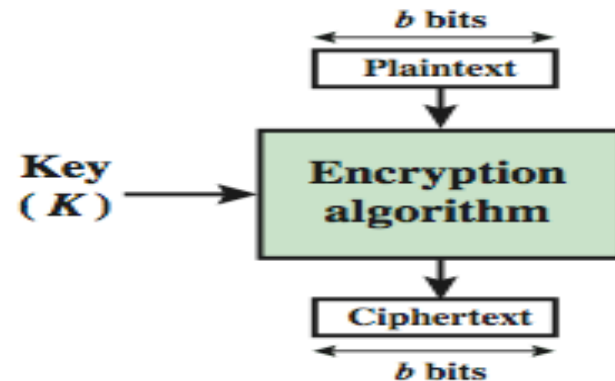 b bits
Plaintext
Key
( K )
Encryption
algorithm
Ciphertext
b bits